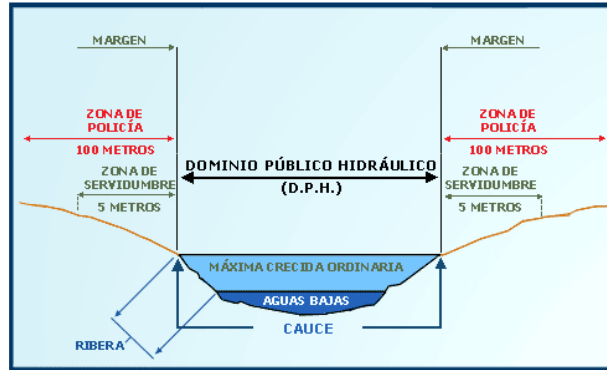 MARGEN
MARGEN
ZONA DE
POLICÍA
100 METROS
ZONA DE
POLICÍA
100 METROS
DOMINIO PÚBLICO HIDRÁULICO
(D.P.H.)
ZONA DE
SERVIDUMBRE
5 METROS
ZONA DE
SERVIDUMBRE
5 METROS
MÁXIMA CRECIDA ORDINARIA
AGUAS BAJAS
CAUCE
RIBERA